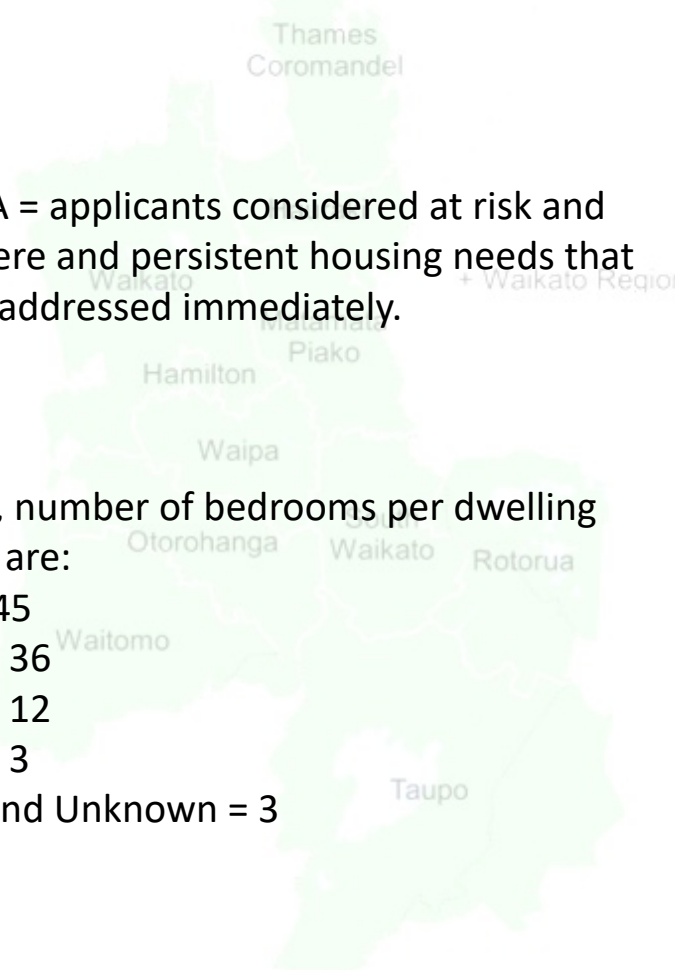 Thames
Coromandel
A = applicants considered at risk and
ere and persistent housing needs that
Waikato
+ Waikato Region
addressed immediately.
Matamata
Piako
Hamilton
Waipa
, number of bedrooms per dwelling
South
are:
Otorohanga
Waikato
Rotorua
45
Waitomo
36
12
3
Taupo
nd Unknown = 3